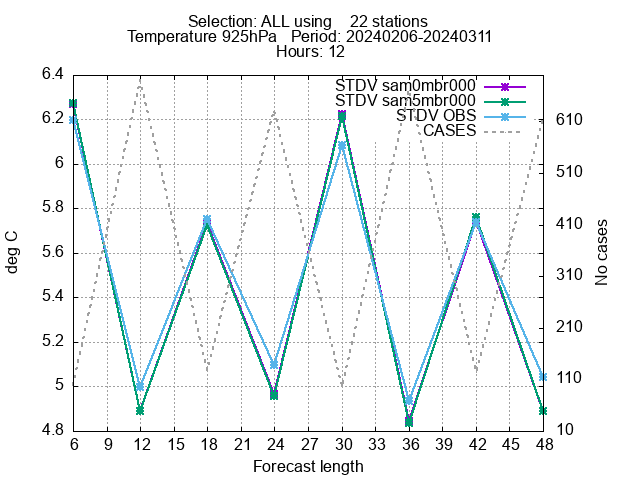 Selection: ALL using    22 stations
Temperature 925hPa   Period: 20240206-20240311
Hours: 12
STDV sam0mbr000
STDV sam5mbr000
STDV OBS
CASES
deg C
6.4
6.2
6
5.8
5.6
5.4
5.2
5
4.8
610
510
410
310
210
110
10
No cases
6 9 12 15 18 21 24 27 30 33 36 39 42 45 48
Forecast length